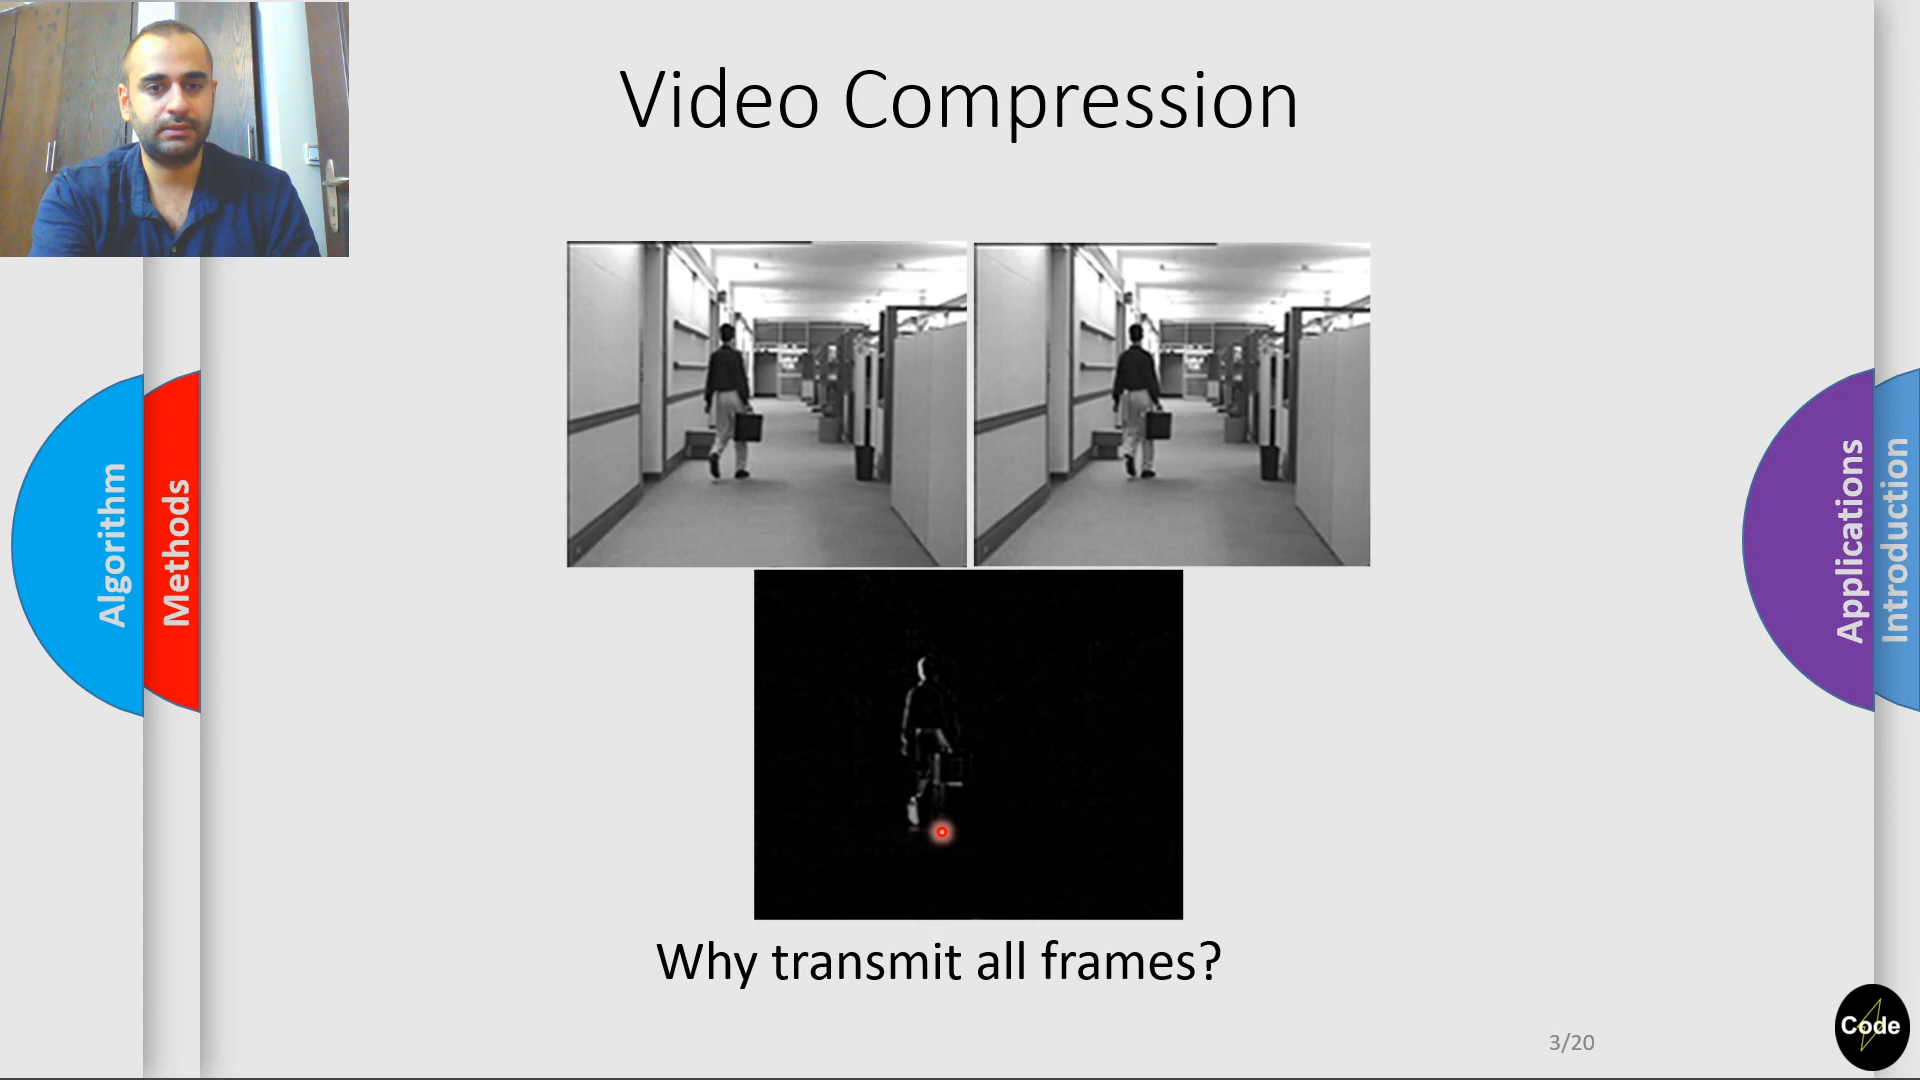 Video Compression
Algorithm
Methods
Applications
Introduction
Why transmit all frames?
3/20
Code